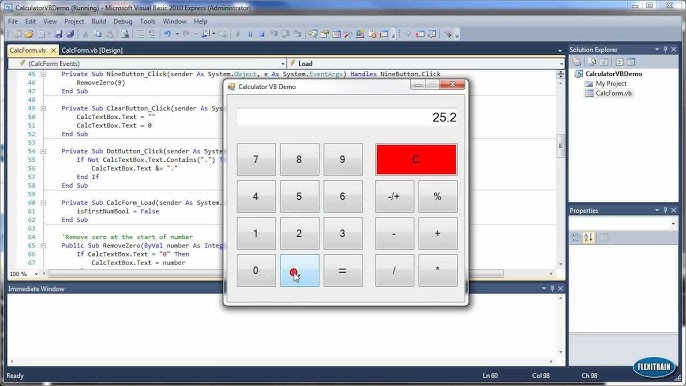 CalculatorVBDemo (Running) - Microsoft Visual Basic 2010 Express (Administrator)
File Edit View Project Debug Data Tools Window Help
CalcForm.vb CalcForm.vb [Design]
(CalcForm Events) Load
45 Private Sub NineButton_Click(sender As System.Object, e As System.EventArgs) Handles NineButton.Click
46 RemoveZero(9)
47 End Sub
48
49 Private Sub ClearButton_Click(sender As Sy
50 CalcTextBox.Text = ""
51 CalcTextBox.Text = 0
52 End Sub
53
54 Private Sub DotButton_Click(sender As Syst
55 If Not CalcTextBox.Text.Contains(".") T
56 CalcTextBox.Text &= "."
57 End If
58 End Sub
59
60 Private Sub CalcForm_Load(sender As System.
61 isFirstNumBool = False
62 End Sub
63
64 'Remove zero at the start of number
65 Public Sub RemoveZero(ByVal number As Integ
66 If CalcTextBox.Text = "0" Then
67 CalcTextBox.Text = number
100 %
Calculator VB Demo
25.2
7 8 9 C
4 5 6 -/+ %
1 2 3 - +
0 = / *
Solution Explorer
CalculatorVBDemo
My Project
CalcForm.vb
Properties
Immediate Window
Ready Ln 60 Col 98 Ch 98
FLEXITRAIN